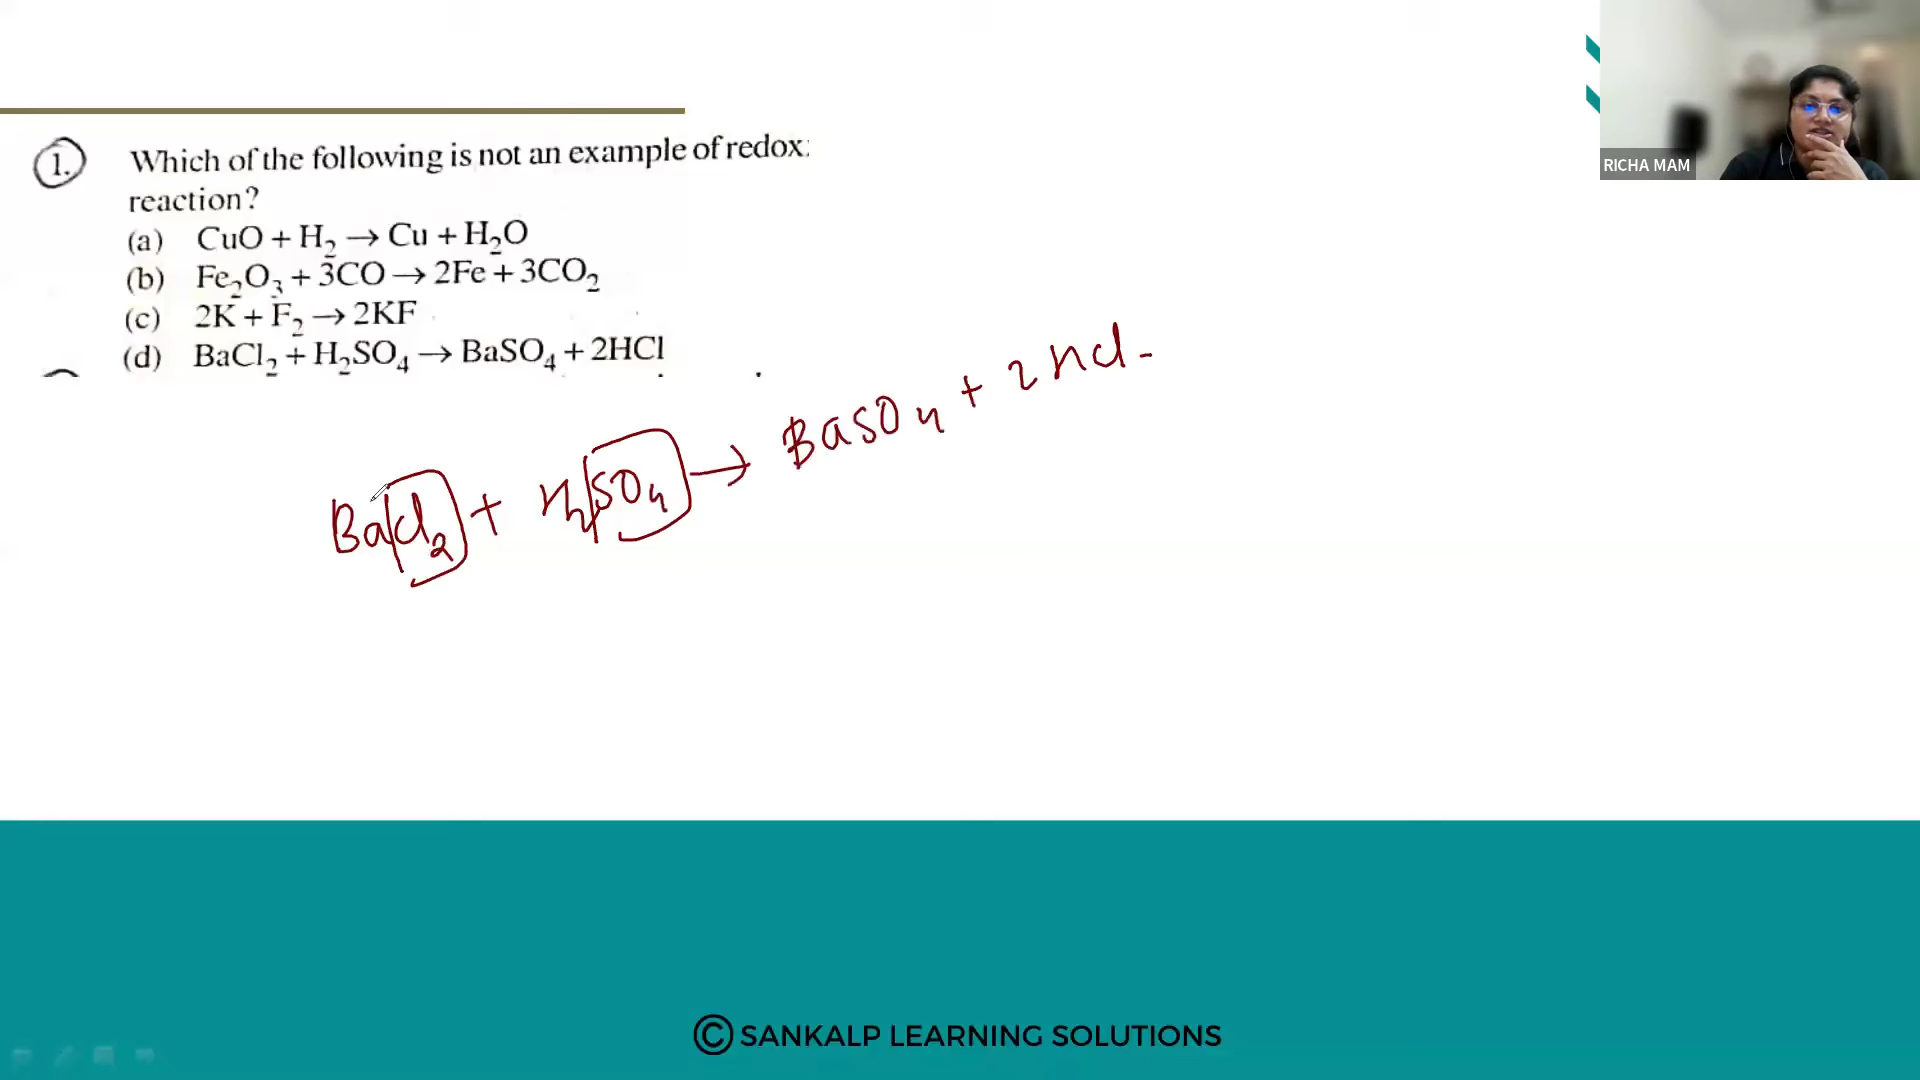 RICHA MAM
1. Which of the following is not an example of redox
reaction?
(a) CuO + H₂ → Cu + H₂O
(b) Fe₂O₃ + 3CO → 2Fe + 3CO₂
(c) 2K + F₂ → 2KF
(d) BaCl₂ + H₂SO₄ → BaSO₄ + 2HCl
BaCl₂ + H₂SO₄ → BaSO₄ + 2HCl
© SANKALP LEARNING SOLUTIONS